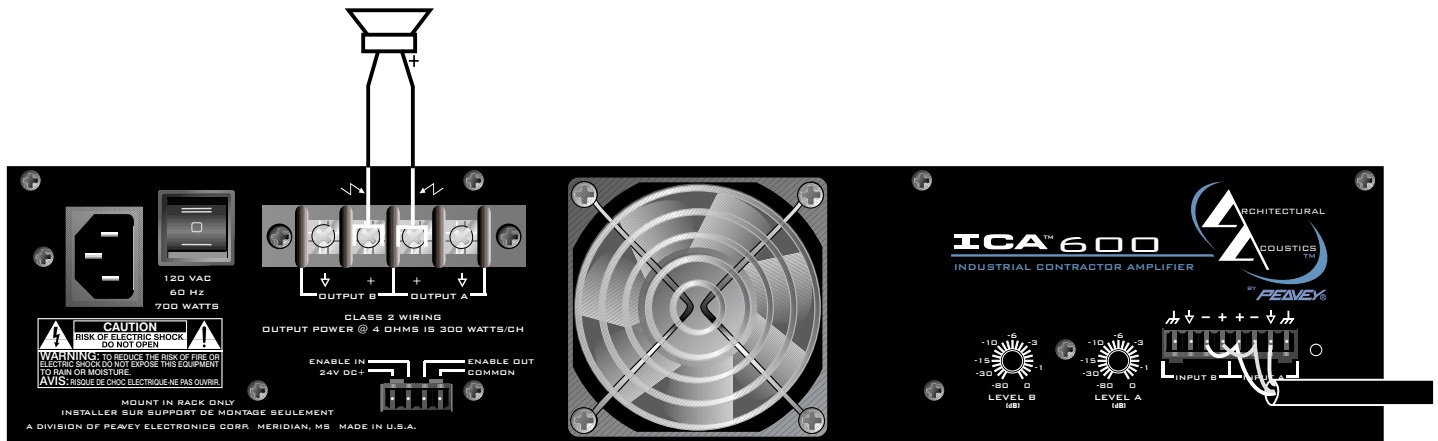 +
120 VAC
60 Hz
700 WATTS
+ +
OUTPUT B OUTPUT A
CLASS 2 WIRING
OUTPUT POWER @ 4 OHMS IS 300 WATTS/CH
CAUTION
RISK OF ELECTRIC SHOCK
DO NOT OPEN
WARNING: TO REDUCE THE RISK OF FIRE OR
ELECTRIC SHOCK DO NOT EXPOSE THIS EQUIPMENT
TO RAIN OR MOISTURE.
AVIS: RISQUE DE CHOC ELECTRIQUE-NE PAS OUVRIR.
ENABLE IN ENABLE OUT
24V DC+ COMMON
MOUNT IN RACK ONLY
INSTALLER SUR SUPPORT DE MONTAGE SEULEMENT
A DIVISION OF PEAVEY ELECTRONICS CORP. MERIDIAN, MS MADE IN U.S.A.
ICA™ 600
INDUSTRIAL CONTRACTOR AMPLIFIER
ARCHITECTURAL
ACOUSTICS
TM
BY PEAVEY®
-6
-10 -3
-15 -1
-30
-80 0
LEVEL B
(dB)
-6
-10 -3
-15 -1
-30
-80 0
LEVEL A
(dB)
- + + -
INPUT B INPUT A